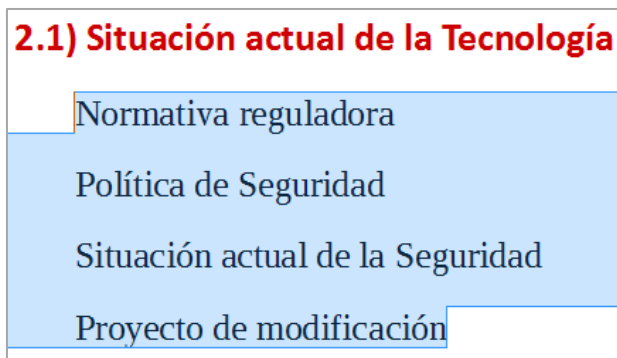 2.1) Situación actual de la Tecnología
Normativa reguladora
Política de Seguridad
Situación actual de la Seguridad
Proyecto de modificación